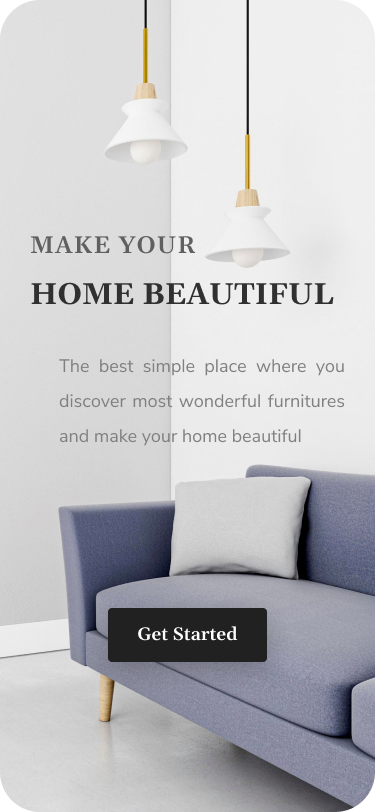 MAKE YOUR
HOME BEAUTIFUL
The best simple place where you
discover most wonderful furnitures
and make your home beautiful
Get Started